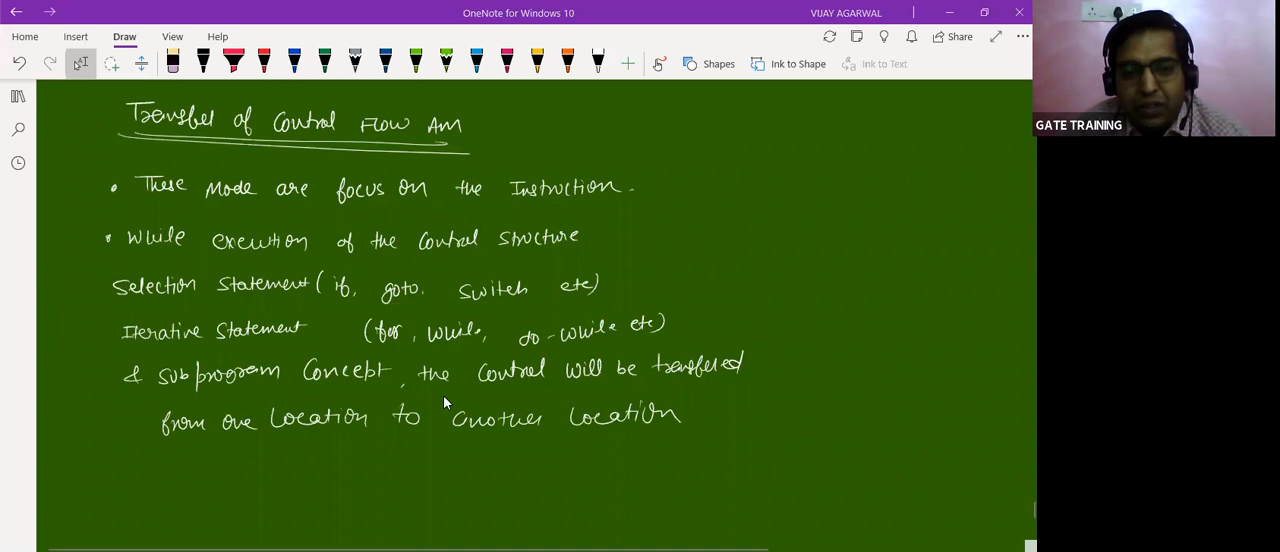 OneNote for Windows 10
VIJAY AGARWAL
Home
Insert
Draw
View
Help
Share
Shapes
Ink to Shape
Ink to Text
Transfer of Control Flow AM
• These Mode are focus on the Instruction.
• While execution of the Control Structure
Selection Statement (if, goto, Switch etc)
Iterative Statement (for, while, do-while etc)
& subprogram Concept, the Control will be transfered
from one Location to another Location
GATE TRAINING